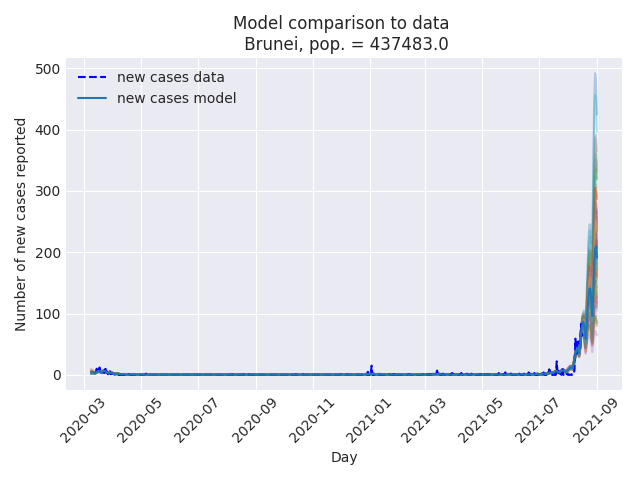 Model comparison to data
Brunei, pop. = 437483.0
new cases data
new cases model
Number of new cases reported
500
400
300
200
100
0
2020-03
2020-05
2020-07
2020-09
2020-11
2021-01
2021-03
2021-05
2021-07
2021-09
Day